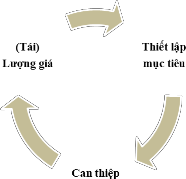 (Tái)
Lượng giá
Thiết lập
mục tiêu
Can thiệp